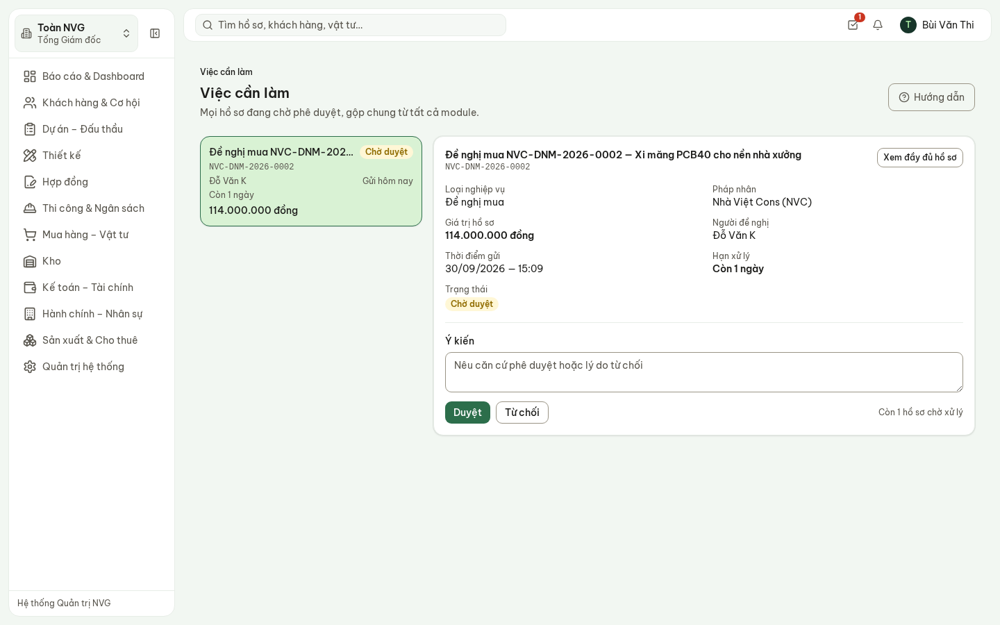 Toàn NVG
Tổng Giám đốc
Tìm hồ sơ, khách hàng, vật tư...
1
T
Bùi Văn Thi
Báo cáo & Dashboard
Khách hàng & Cơ hội
Dự án – Đấu thầu
Thiết kế
Hợp đồng
Thi công & Ngân sách
Mua hàng – Vật tư
Kho
Kế toán – Tài chính
Hành chính – Nhân sự
Sản xuất & Cho thuê
Quản trị hệ thống
Hệ thống Quản trị NVG
Việc cần làm
Việc cần làm
Mọi hồ sơ đang chờ phê duyệt, gộp chung từ tất cả module.
Hướng dẫn
Đề nghị mua NVC-DNM-202... Chờ duyệt
NVC-DNM-2026-0002
Đỗ Văn K Gửi hôm nay
Còn 1 ngày
114.000.000 đồng
Đề nghị mua NVC-DNM-2026-0002 — Xi măng PCB40 cho nền nhà xưởng
NVC-DNM-2026-0002
Xem đầy đủ hồ sơ
Loại nghiệp vụ Pháp nhân
Đề nghị mua Nhà Việt Cons (NVC)
Giá trị hồ sơ Người đề nghị
114.000.000 đồng Đỗ Văn K
Thời điểm gửi Hạn xử lý
30/09/2026 — 15:09 Còn 1 ngày
Trạng thái
Chờ duyệt
Ý kiến
Nêu căn cứ phê duyệt hoặc lý do từ chối
Duyệt Từ chối Còn 1 hồ sơ chờ xử lý